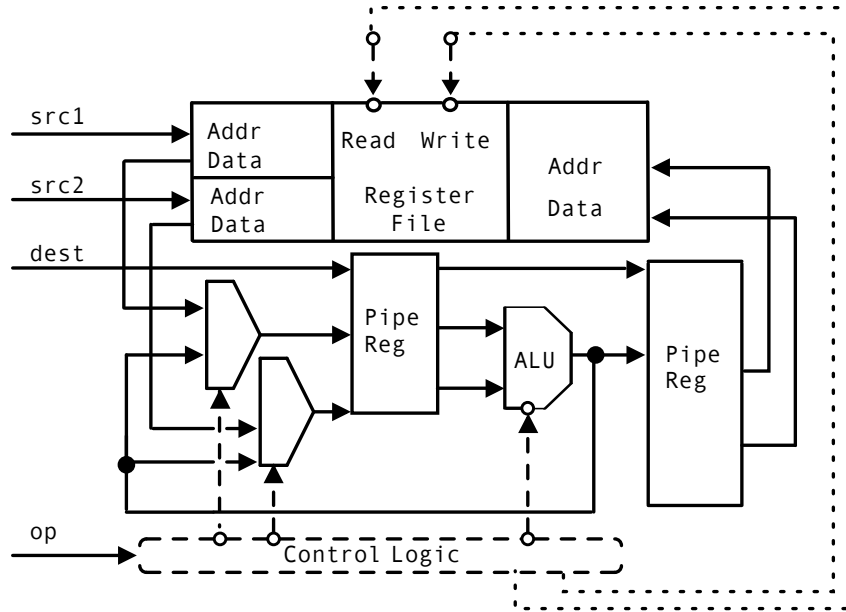 src1
Addr
Data
Read Write
Addr
Data
src2
Addr
Data
Register
File
dest
Pipe
Reg
ALU
Pipe
Reg
op
Control Logic